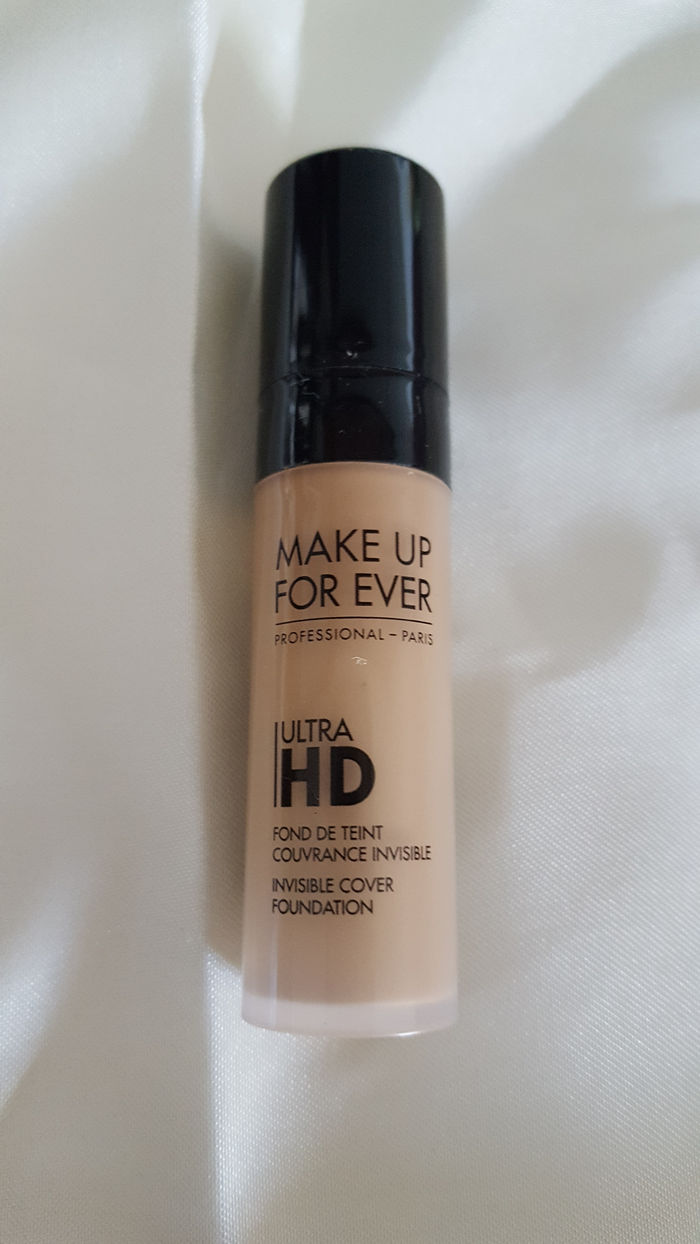 MAKE UP
FOR EVER
PROFESSIONAL – PARIS
ULTRA
HD
FOND DE TEINT
COUVRANCE INVISIBLE
INVISIBLE COVER
FOUNDATION